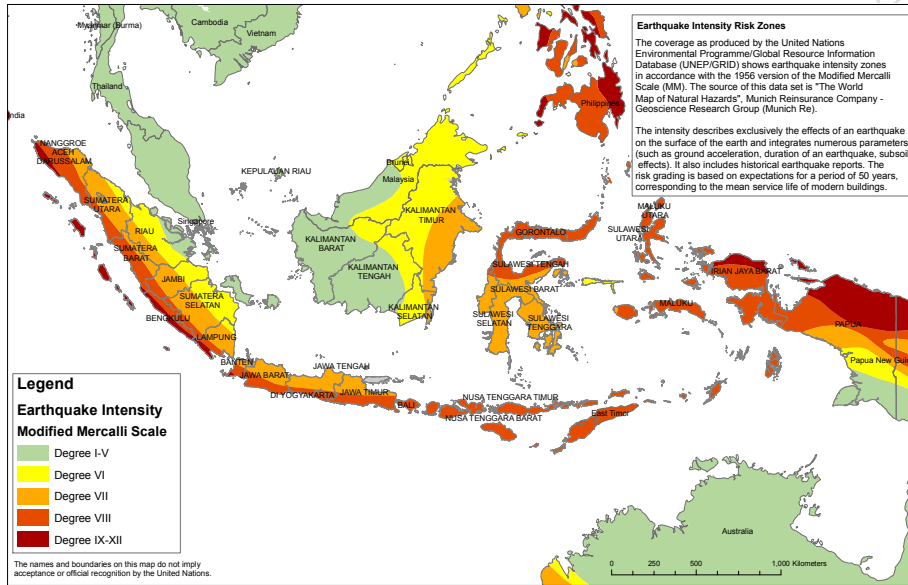 Myanmar (Burma)
Cambodia
Vietnam
Thailand
India
Philippines
Earthquake Intensity Risk Zones
The coverage as produced by the United Nations
Environmental Programme/Global Resource Information
Database (UNEP/GRID) shows earthquake intensity zones
in accordance with the 1956 version of the Modified Mercalli
Scale (MM). The source of this data set is "The World
Map of Natural Hazards", Munich Reinsurance Company -
Geoscience Research Group (Munich Re).
The intensity describes exclusively the effects of an earthquake
on the surface of the earth and integrates numerous parameters
(such as ground acceleration, duration of an earthquake, subsoil
effects). It also includes historical earthquake reports. The
risk grading is based on expectations for a period of 50 years,
corresponding to the mean service life of modern buildings.
NANGGROE
ACEH
DARUSSALAM
SUMATERA
UTARA
KEPULAUAN RIAU
Brunei
Malaysia
Singapore
RIAU
SUMATERA
BARAT
JAMBI
SUMATERA
SELATAN
BENGKULU
LAMPUNG
KALIMANTAN
BARAT
KALIMANTAN
TIMUR
KALIMANTAN
TENGAH
KALIMANTAN
SELATAN
GORONTALO
SULAWESI
UTARA
MALUKU
UTARA
SULAWESI TENGAH
SULAWESI BARAT
SULAWESI
SELATAN
SULAWESI
TENGGARA
MALUKU
IRIAN JAYA BARAT
PAPUA
Papua New Gui
BANTEN
JAWA BARAT
JAWA TENGAH
DI YOGYAKARTA
JAWA TIMUR
BALI
NUSA TENGGARA TIMUR
NUSA TENGGARA BARAT
East Timor
Australia
Legend
Earthquake Intensity
Modified Mercalli Scale
Degree I-V
Degree VI
Degree VII
Degree VIII
Degree IX-XII
The names and boundaries on this map do not imply
acceptance or official recognition by the United Nations.
0 250 500 1,000 Kilometers